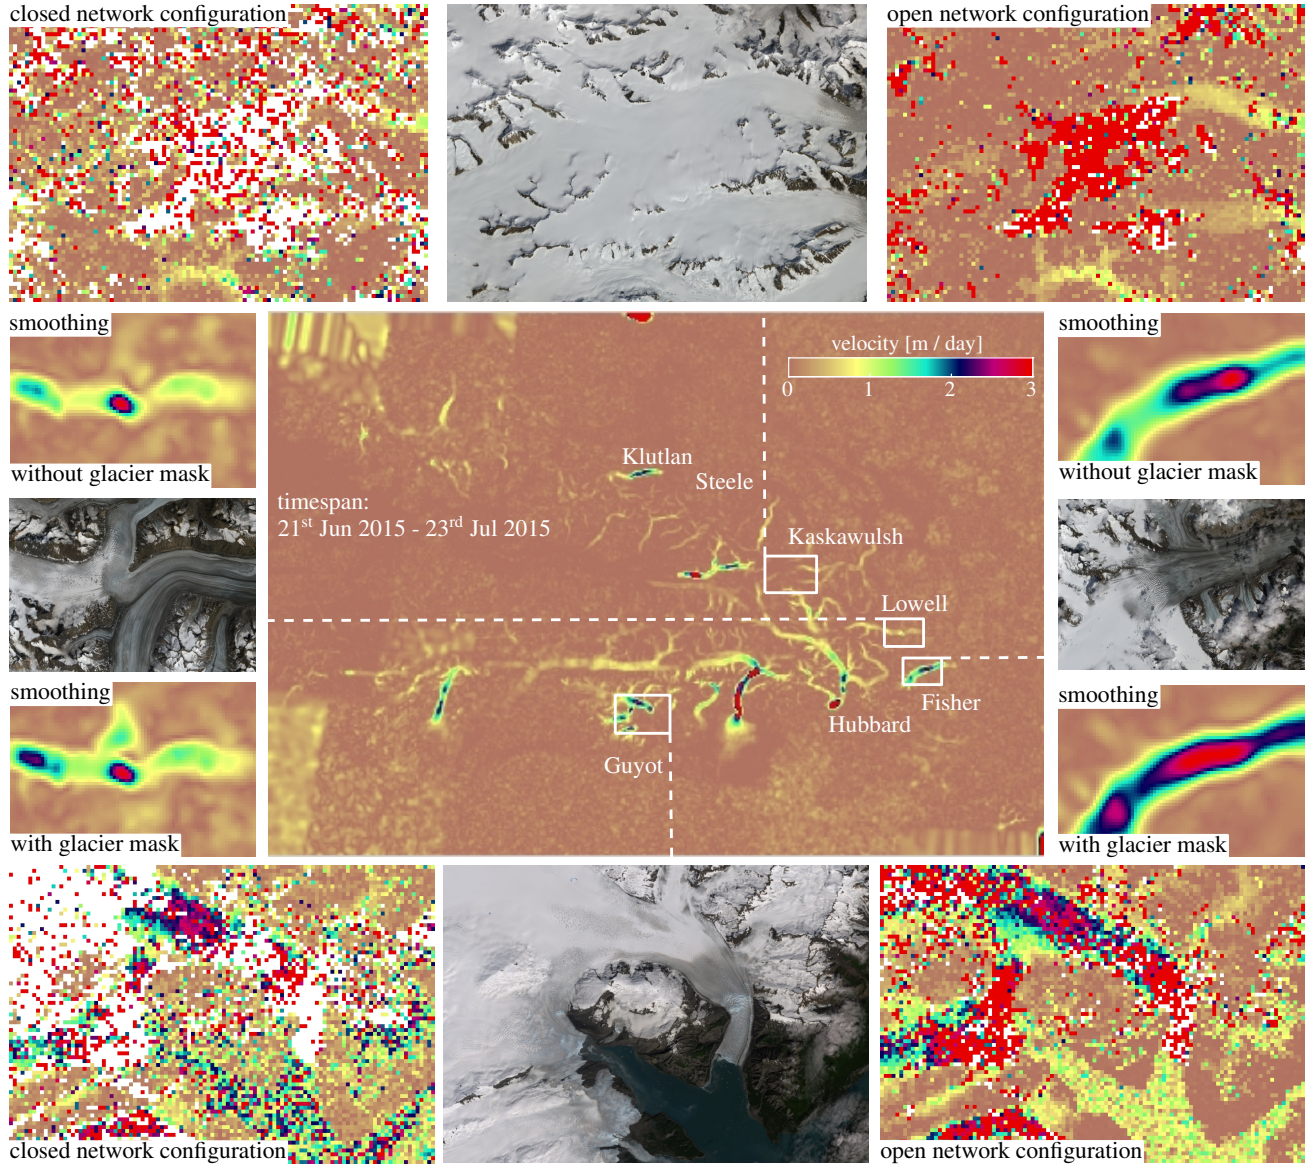 closed network configuration
open network configuration
smoothing
without glacier mask
velocity [m / day]
0 1 2 3
smoothing
without glacier mask
Klutlan
Steele
timespan:
21st Jun 2015 - 23rd Jul 2015
Kaskawulsh
Lowell
Fisher
Hubbard
Guyot
smoothing
with glacier mask
smoothing
with glacier mask
closed network configuration
open network configuration